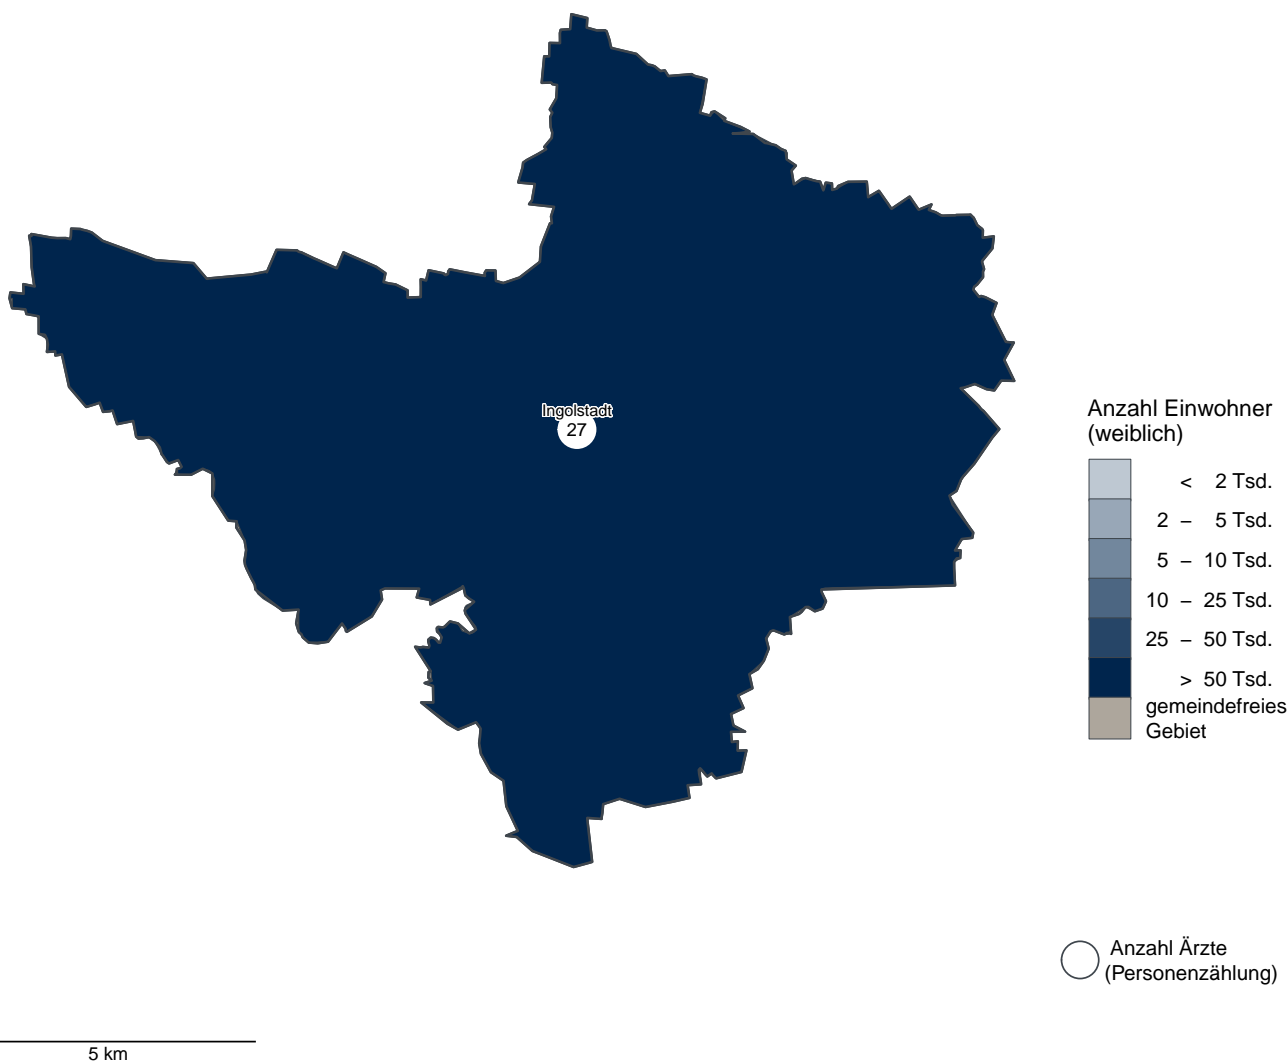 Ingolstadt
27
Anzahl Einwohner
(weiblich)
< 2 Tsd.
2 – 5 Tsd.
5 – 10 Tsd.
10 – 25 Tsd.
25 – 50 Tsd.
> 50 Tsd.
gemeindefreies
Gebiet
Anzahl Ärzte
(Personenzählung)
5 km